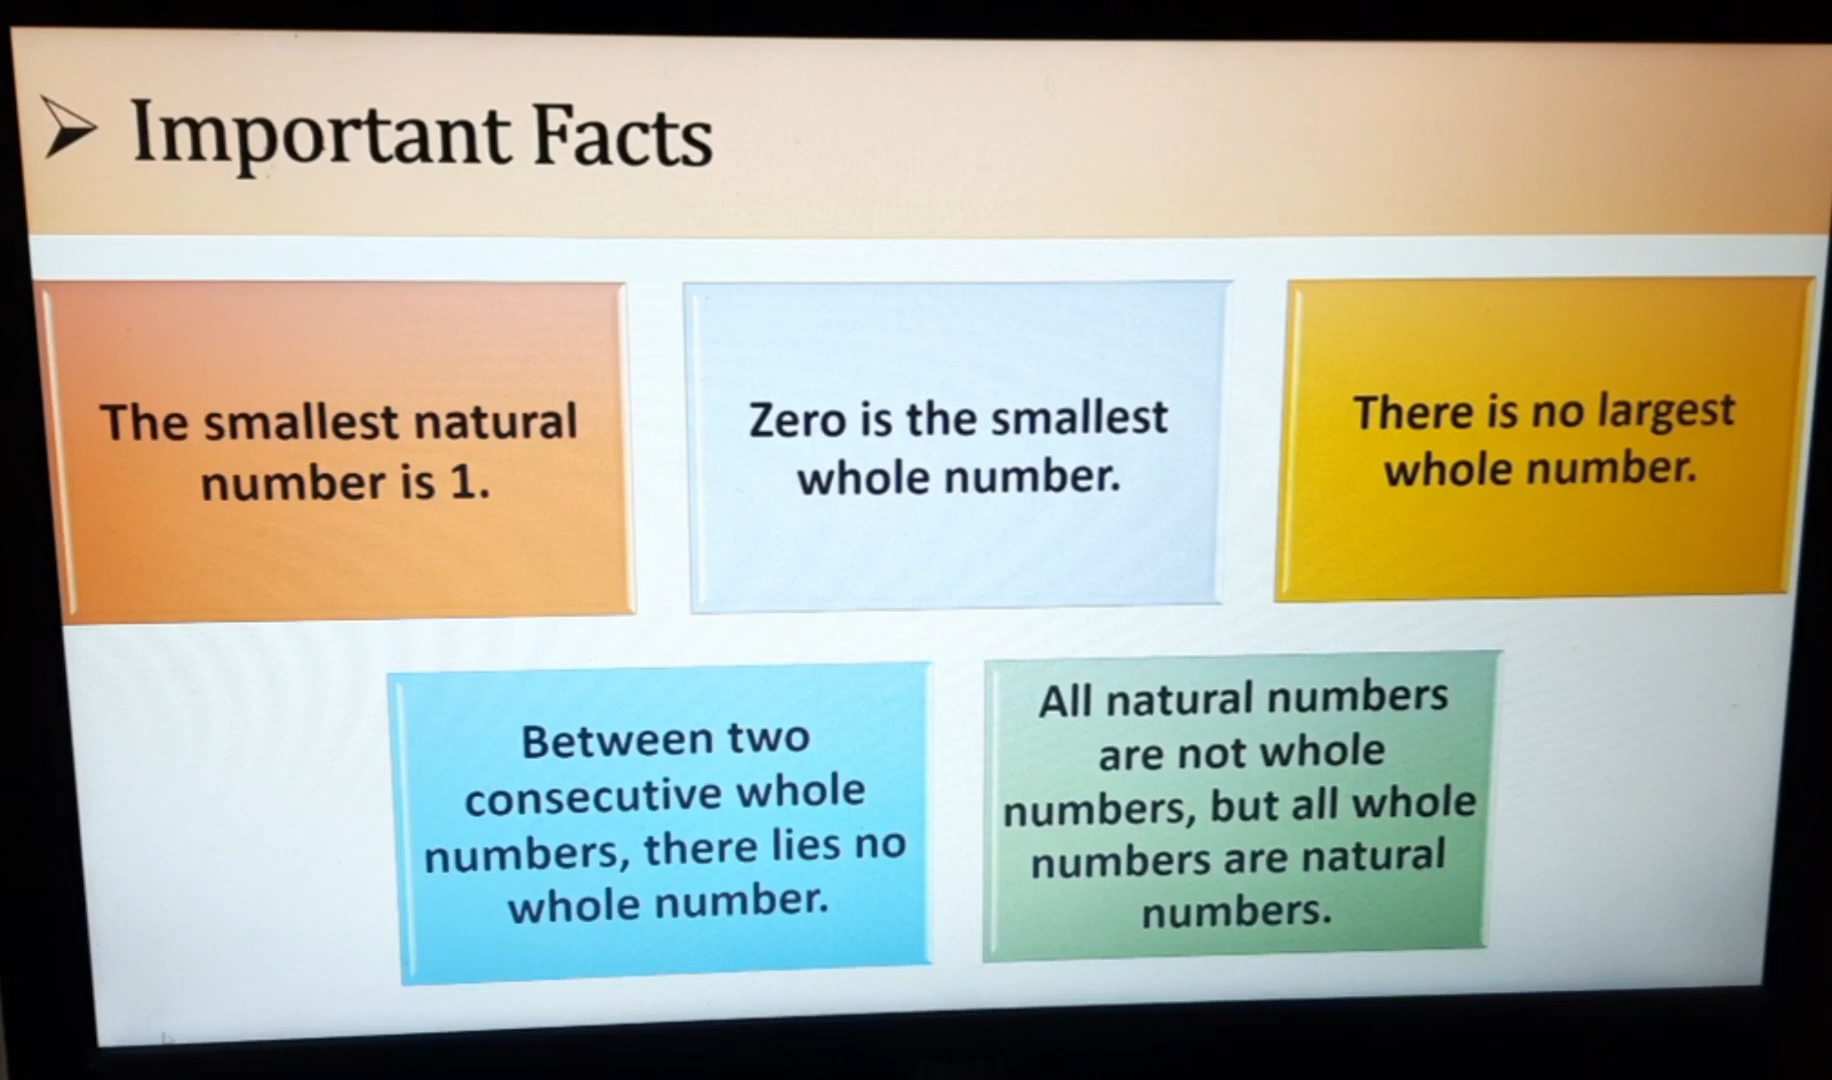 Important Facts
The smallest natural
number is 1.
Zero is the smallest
whole number.
There is no largest
whole number.
Between two
consecutive whole
numbers, there lies no
whole number.
All natural numbers
are not whole
numbers, but all whole
numbers are natural
numbers.